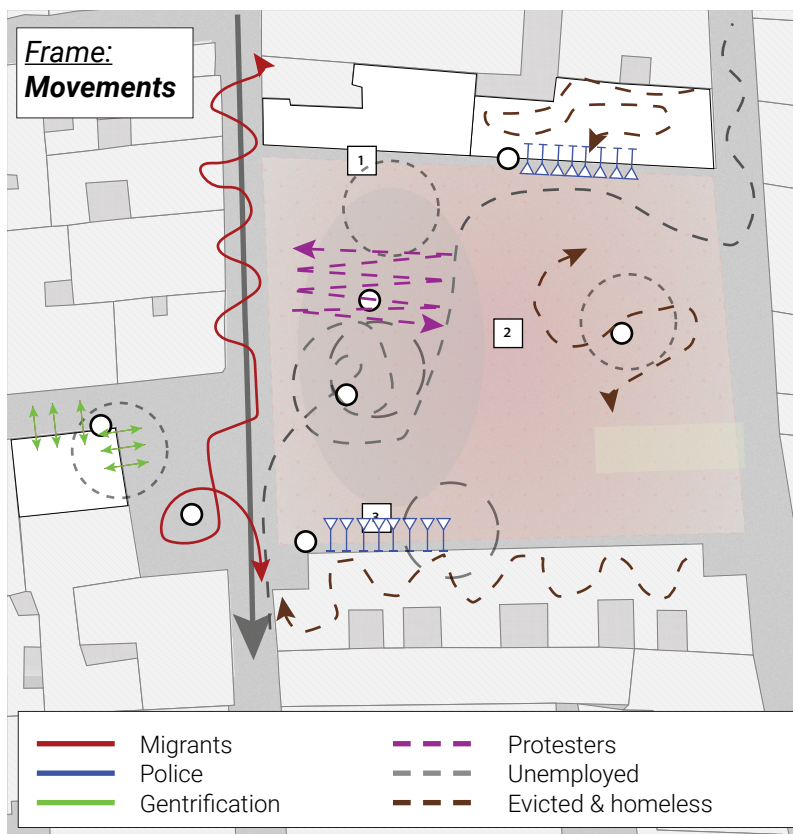 Frame:
Movements
1
2
3
Migrants
Police
Gentrification
Protesters
Unemployed
Evicted & homeless